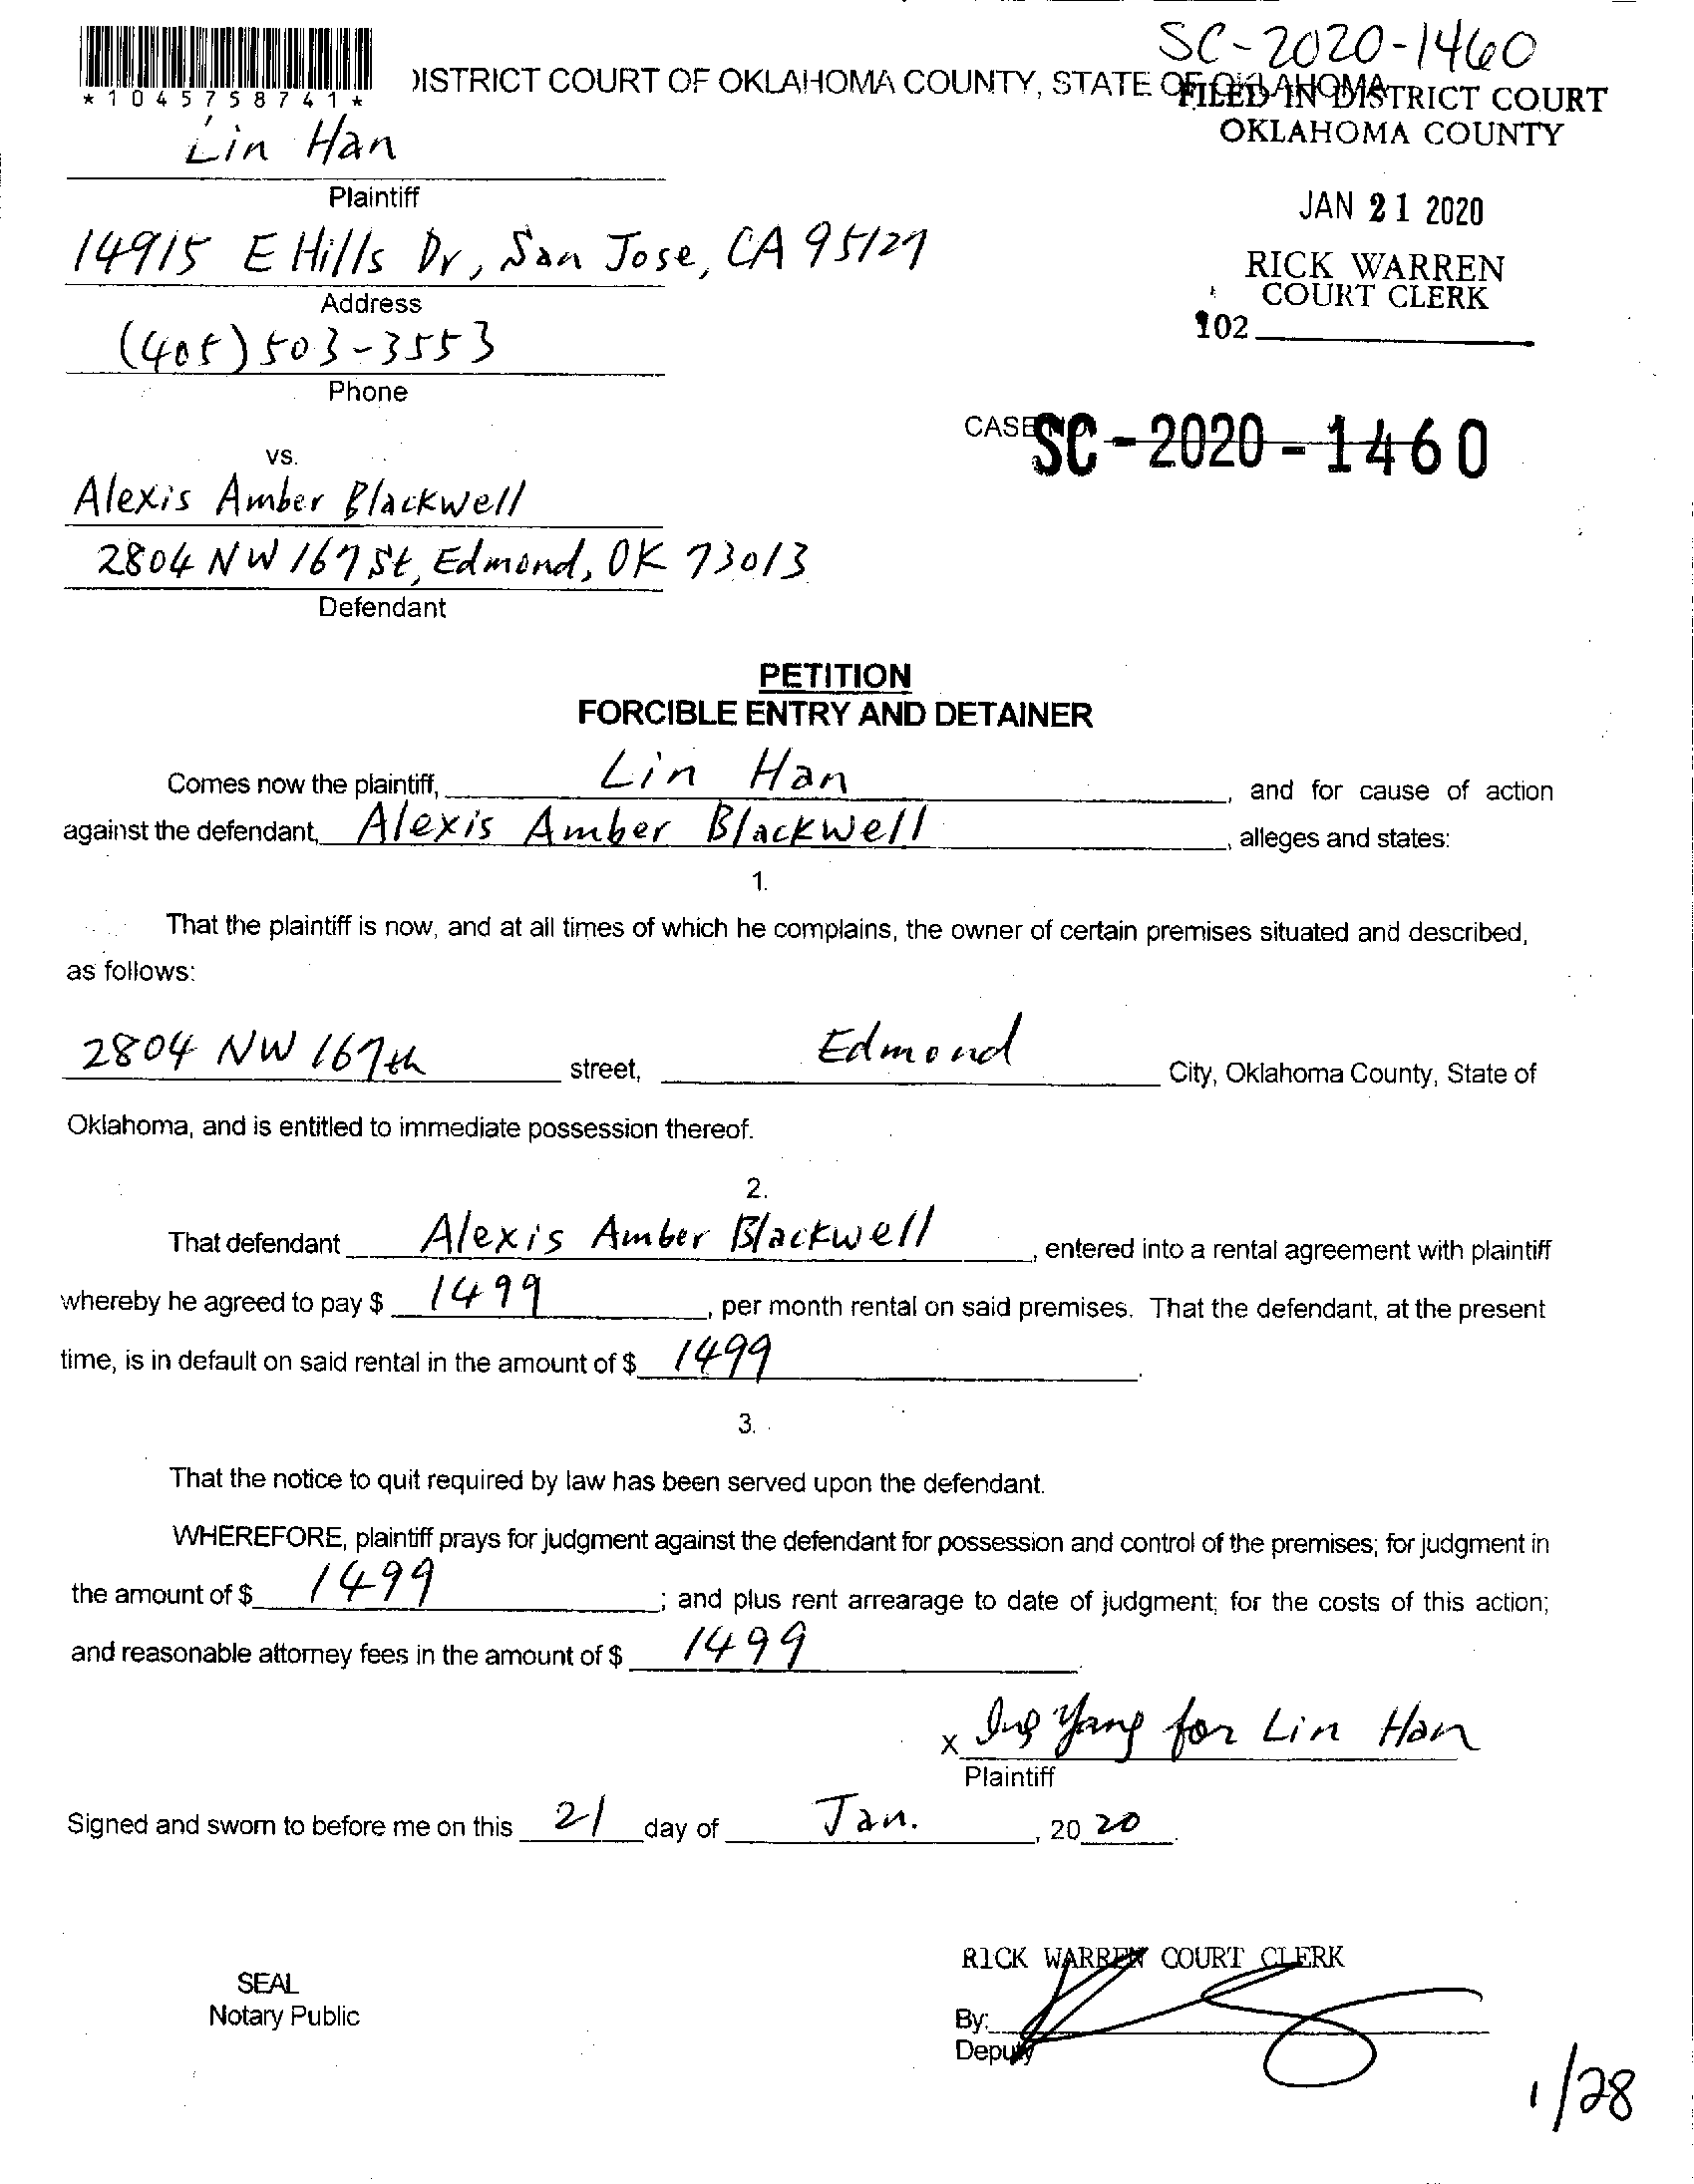 SC-2020-1460
*1045758741*
DISTRICT COURT OF OKLAHOMA COUNTY, STATE OF OKLAHOMA
FILED IN DISTRICT COURT
OKLAHOMA COUNTY
JAN 21 2020
RICK WARREN
COURT CLERK
102
Lin Han
Plaintiff
14915 E Hills Dr, San Jose, CA 95127
Address
(405) 503-3553
Phone
CASE NO.
SC-2020-1460
vs.
Alexis Amber Blackwell
2804 NW 167 St, Edmond, OK 73013
Defendant
PETITION
FORCIBLE ENTRY AND DETAINER
Comes now the plaintiff, Lin Han, and for cause of action
against the defendant, Alexis Amber Blackwell, alleges and states:
1.
That the plaintiff is now, and at all times of which he complains, the owner of certain premises situated and described,
as follows:
2804 NW 167th street, Edmond City, Oklahoma County, State of
Oklahoma, and is entitled to immediate possession thereof.
2.
That defendant Alexis Amber Blackwell, entered into a rental agreement with plaintiff
whereby he agreed to pay $ 1499, per month rental on said premises. That the defendant, at the present
time, is in default on said rental in the amount of $ 1499.
3.
That the notice to quit required by law has been served upon the defendant.
WHEREFORE, plaintiff prays for judgment against the defendant for possession and control of the premises; for judgment in
the amount of $ 1499; and plus rent arrearage to date of judgment; for the costs of this action;
and reasonable attorney fees in the amount of $ 1499.
x Yang for Lin Han
Plaintiff
Signed and sworn to before me on this 21 day of Jan., 2020.
RICK WARREN COURT CLERK
SEAL
Notary Public
By:
Deputy
1/28